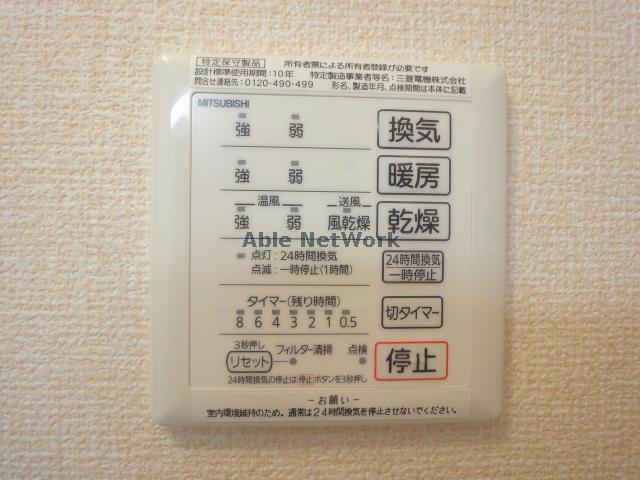 特定保守製品 所有者票による所有者登録が必要です
設計標準使用期間:10年 特定製造事業者等名:三菱電機株式会社
問合せ連絡先:0120-490-499 形名、製造年月、点検期間は本体に記載
MITSUBISHI
強 弱 換気
強 弱 暖房
温風 送風
強 弱 風乾燥 乾燥
Able NetWork
点灯:24時間換気
点滅:一時停止(1時間)
24時間換気
一時停止
タイマー(残り時間)
8 6 4 3 2 1 0.5
切タイマー
3秒押し
リセット フィルター清掃 点検
停止
24時間換気の停止は停止ボタンを3秒押し
-お願い-
室内環境維持のため、通常は24時間換気を停止させないでください。